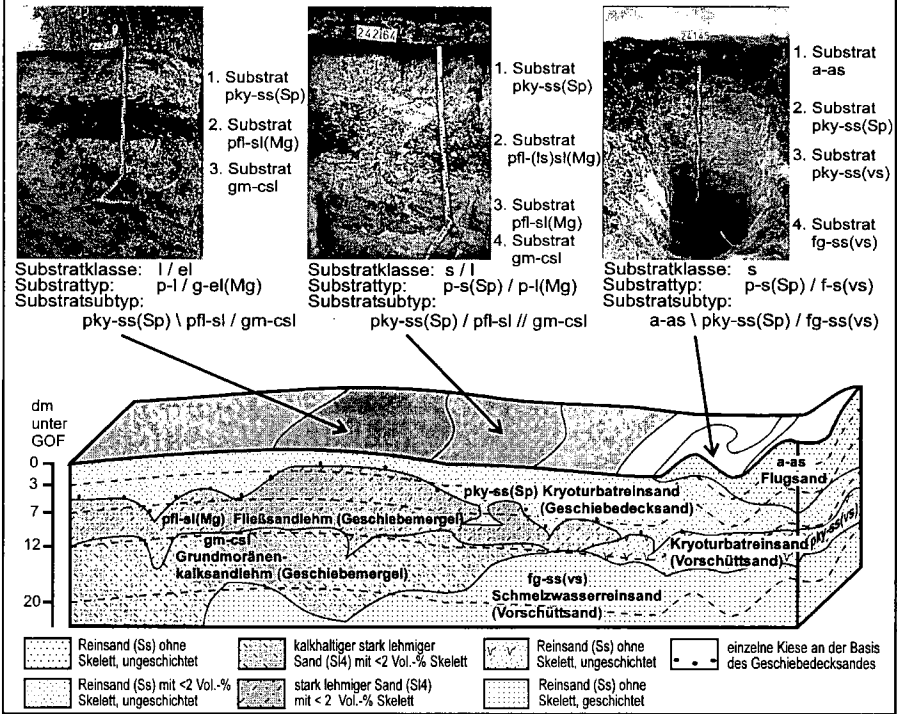 1. Substrat
pky-ss(Sp)
2. Substrat
pfl-sl(Mg)
3. Substrat
gm-csl
Substratklasse: l / el
Substrattyp: p-l / g-el(Mg)
Substratsubtyp:
pky-ss(Sp) \ pfl-sl / gm-csl
242164
1. Substrat
pky-ss(Sp)
2. Substrat
pfl-(ls)sl(Mg)
3. Substrat
pfl-sl(Mg)
4. Substrat
gm-csl
Substratklasse: s / l
Substrattyp: p-s(Sp) / p-l(Mg)
Substratsubtyp:
pky-ss(Sp) / pfl-sl // gm-csl
24145
1. Substrat
a-as
2. Substrat
pky-ss(Sp)
3. Substrat
pky-ss(vs)
4. Substrat
fg-ss(vs)
Substratklasse: s
Substrattyp: p-s(Sp) / f-s(vs)
Substratsubtyp:
a-as \ pky-ss(Sp) / fg-ss(vs)
dm
unter
GOF
0
3
7
12
20
a-as
Flugsand
pky-ss(Sp) Kryoturbatreinsand
(Geschiebedecksand)
pfl-sl(Mg) Fließsandlehm (Geschiebemergel)
gm-csl
Grundmoränen-
kalksandlehm (Geschiebemergel)
pky-ss(vs)
Kryoturbatreinsand
(Vorschüttsand)
fg-ss(vs)
Schmelzwasserreinsand
(Vorschüttsand)
Reinsand (Ss) ohne
Skelett, ungeschichtet
kalkhaltiger stark lehmiger
Sand (Sl4) mit <2 Vol.-% Skelett
Reinsand (Ss) ohne
Skelett, ungeschichtet
einzelne Kiese an der Basis
des Geschiebedecksandes
Reinsand (Ss) mit <2 Vol.-%
Skelett, ungeschichtet
stark lehmiger Sand (Sl4)
mit < 2 Vol.-% Skelett
Reinsand (Ss) ohne
Skelett, geschichtet